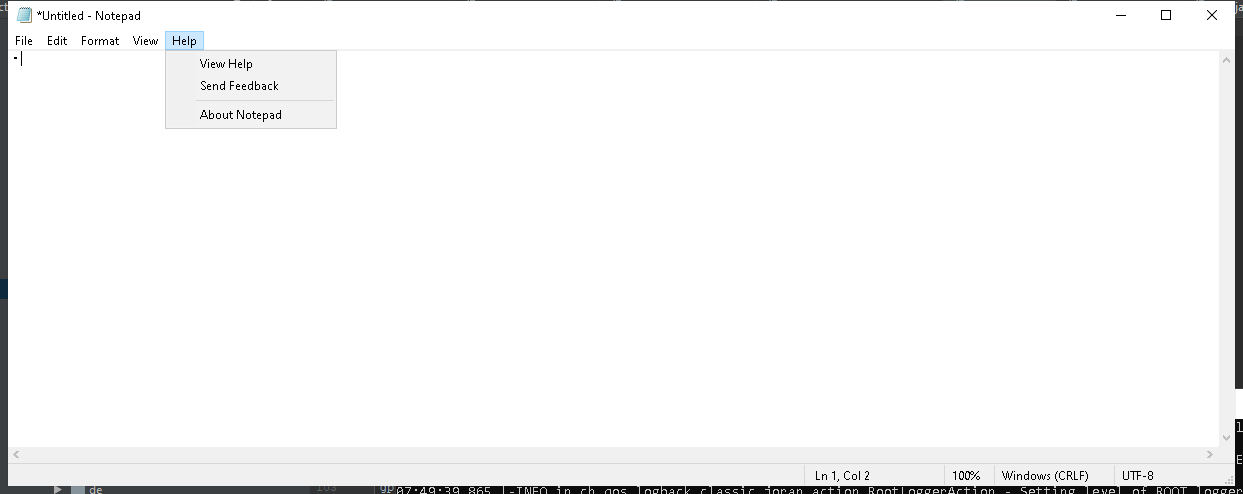 *Untitled - Notepad
File Edit Format View Help
-
View Help
Send Feedback
About Notepad
Ln 1, Col 2 100% Windows (CRLF) UTF-8
de
07:49:39,865 |-INFO in ch.qos.logback.classic.joran.action.RootLoggerAction - Setting level of ROOT logger